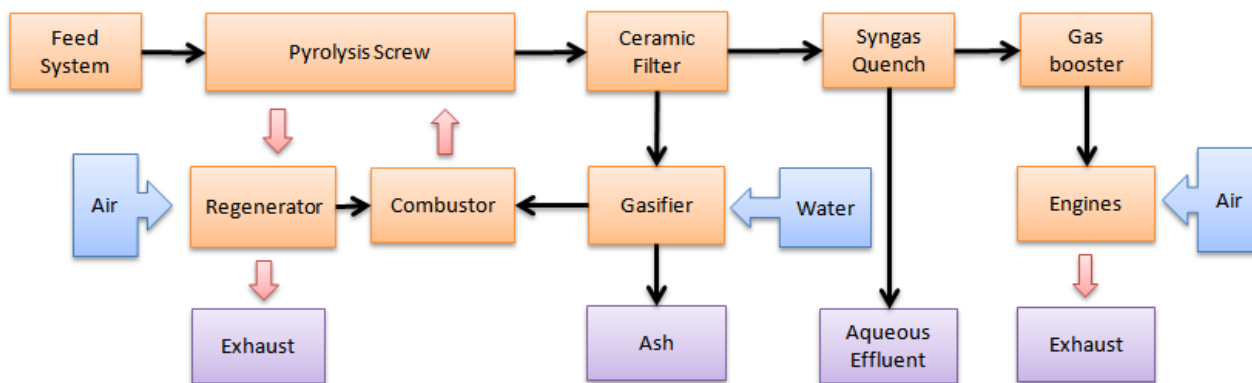 Feed
System
Pyrolysis Screw
Ceramic
Filter
Syngas
Quench
Gas
booster
Air
Regenerator
Combustor
Gasifier
Water
Engines
Air
Exhaust
Ash
Aqueous
Effluent
Exhaust